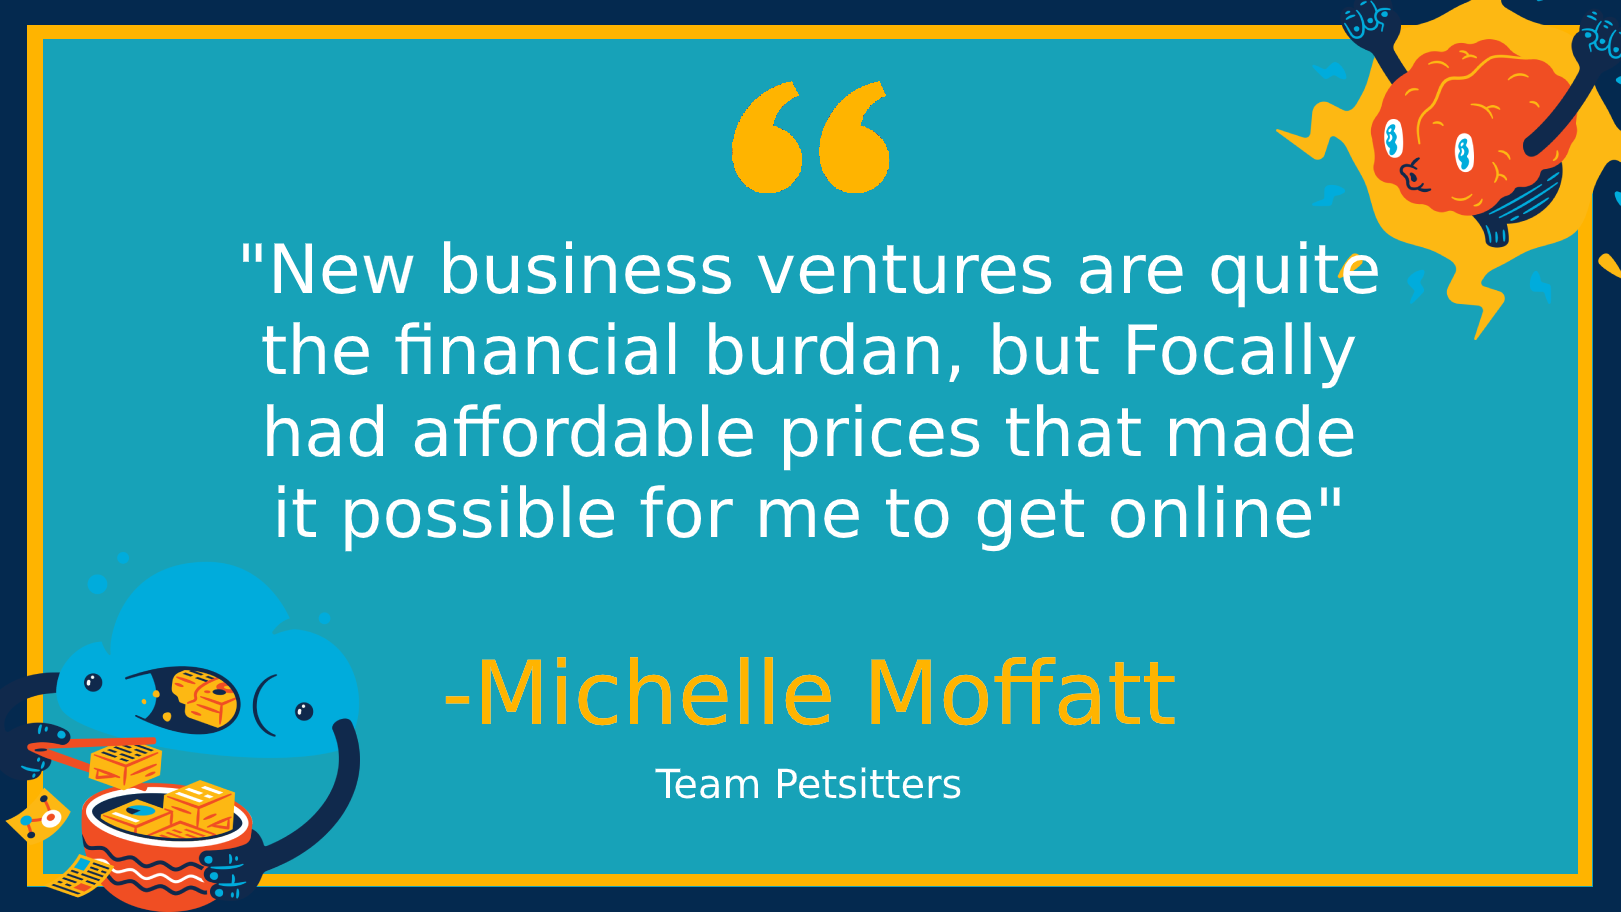 "New business ventures are quite
the financial burdan, but Focally
had affordable prices that made
it possible for me to get online"
-Michelle Moffatt
Team Petsitters